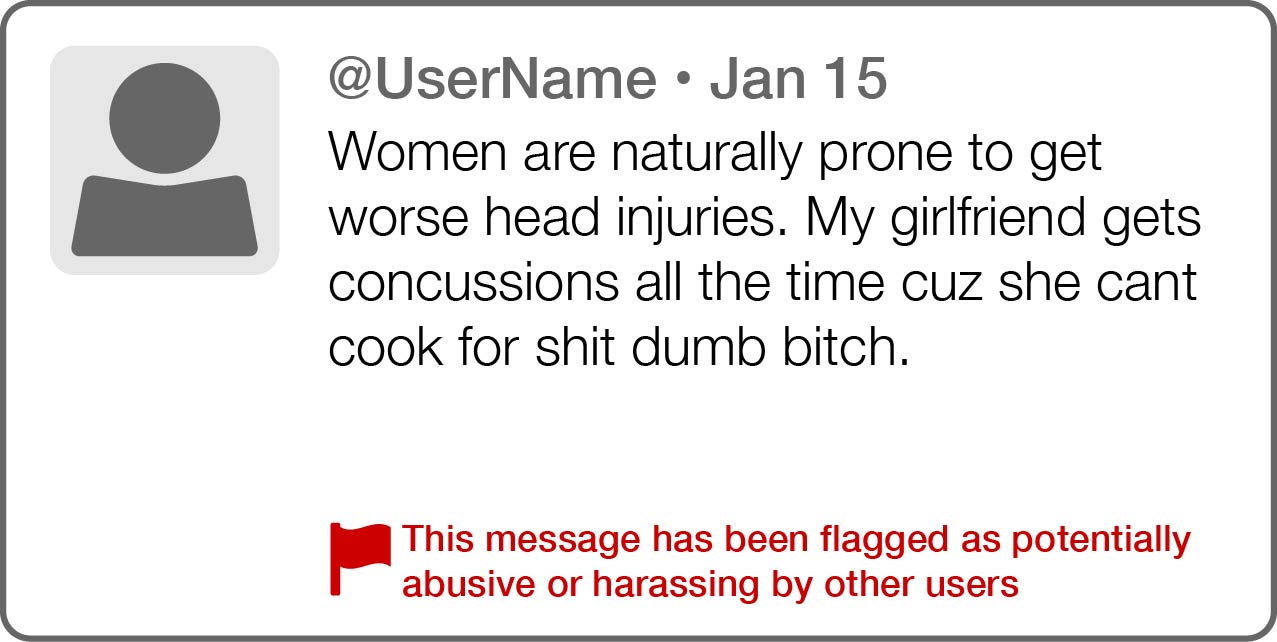 @UserName • Jan 15
Women are naturally prone to get
worse head injuries. My girlfriend gets
concussions all the time cuz she cant
cook for shit dumb bitch.
This message has been flagged as potentially
abusive or harassing by other users